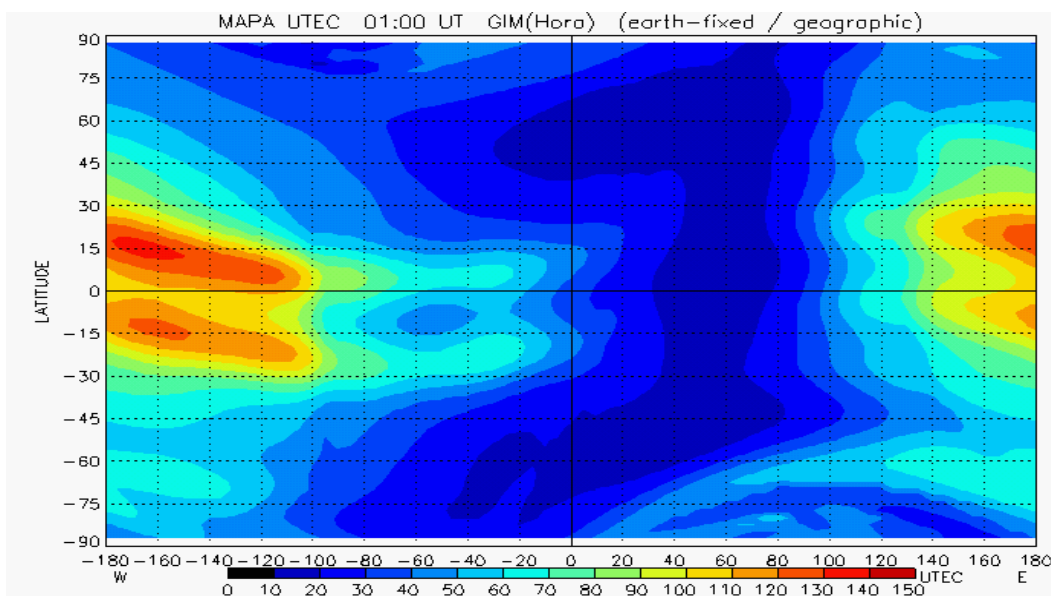 MAPA UTEC 01:00 UT GIM(Hora) (earth-fixed / geographic)
90
75
60
45
30
15
0
−15
−30
−45
−60
−75
−90
LATITUDE
−180 −160 −140 −120 −100 −80 −60 −40 −20 0 20 40 60 80 100 120 140 160 180
W E
0 10 20 30 40 50 60 70 80 90 100 110 120 130 140 150 UTEC